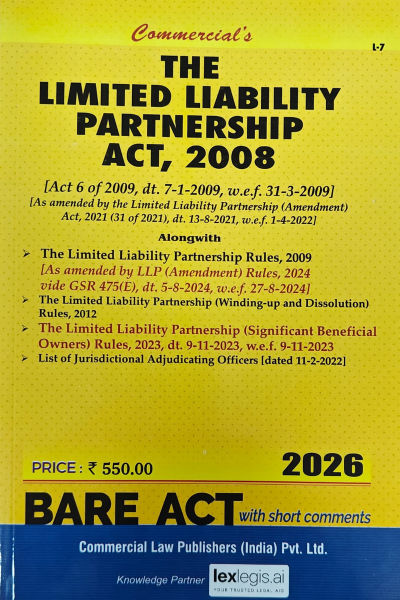 Commercial's
L-7
THE
LIMITED LIABILITY
PARTNERSHIP
ACT, 2008
[Act 6 of 2009, dt. 7-1-2009, w.e.f. 31-3-2009]
[As amended by the Limited Liability Partnership (Amendment)
Act, 2021 (31 of 2021), dt. 13-8-2021, w.e.f. 1-4-2022]
Alongwith
➤ The Limited Liability Partnership Rules, 2009
[As amended by LLP (Amendment) Rules, 2024
vide GSR 475(E), dt. 5-8-2024, w.e.f. 27-8-2024]
➤ The Limited Liability Partnership (Winding-up and Dissolution)
Rules, 2012
➤ The Limited Liability Partnership (Significant Beneficial
Owners) Rules, 2023, dt. 9-11-2023, w.e.f. 9-11-2023
➤ List of Jurisdictional Adjudicating Officers [dated 11-2-2022]
PRICE : ₹ 550.00
2026
BARE ACT with short comments
Commercial Law Publishers (India) Pvt. Ltd.
Knowledge Partner lexlegis.ai
YOUR TRUSTED LEGAL AID